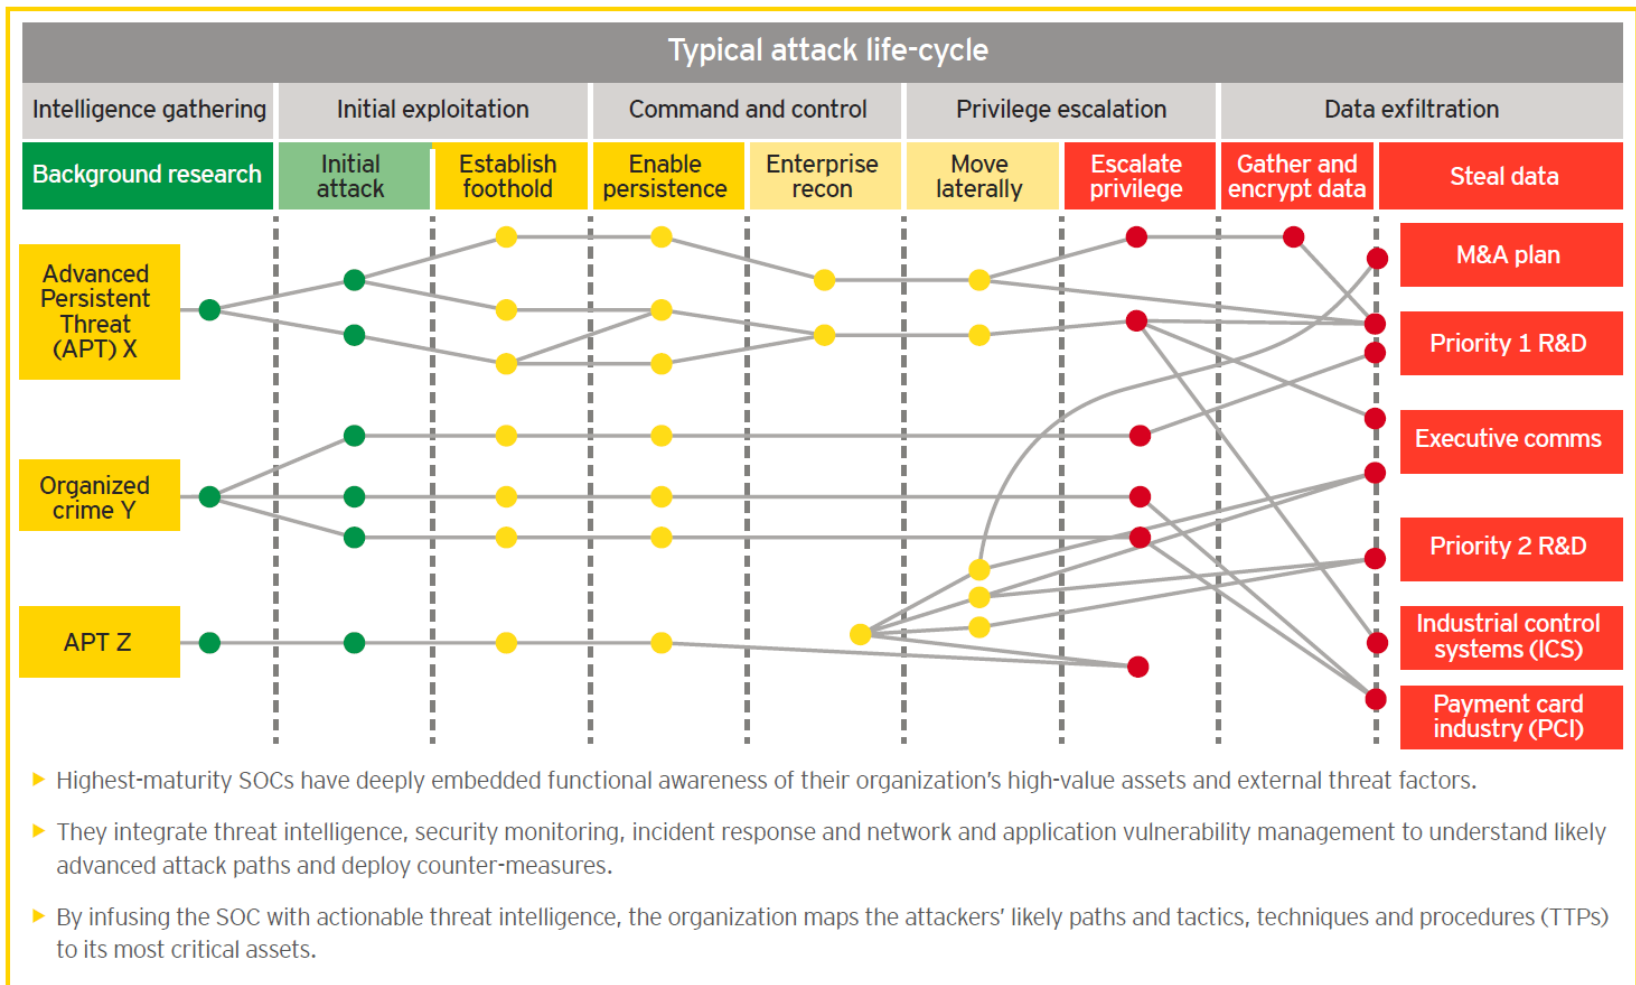 Typical attack life-cycle
Intelligence gathering
Initial exploitation
Command and control
Privilege escalation
Data exfiltration
Background research
Initial
attack
Establish
foothold
Enable
persistence
Enterprise
recon
Move
laterally
Escalate
privilege
Gather and
encrypt data
Steal data
Advanced
Persistent
Threat
(APT) X
Organized
crime Y
APT Z
M&A plan
Priority 1 R&D
Executive comms
Priority 2 R&D
Industrial control
systems (ICS)
Payment card
industry (PCI)
Highest-maturity SOCs have deeply embedded functional awareness of their organization's high-value assets and external threat factors.
They integrate threat intelligence, security monitoring, incident response and network and application vulnerability management to understand likely
advanced attack paths and deploy counter-measures.
By infusing the SOC with actionable threat intelligence, the organization maps the attackers' likely paths and tactics, techniques and procedures (TTPs)
to its most critical assets.